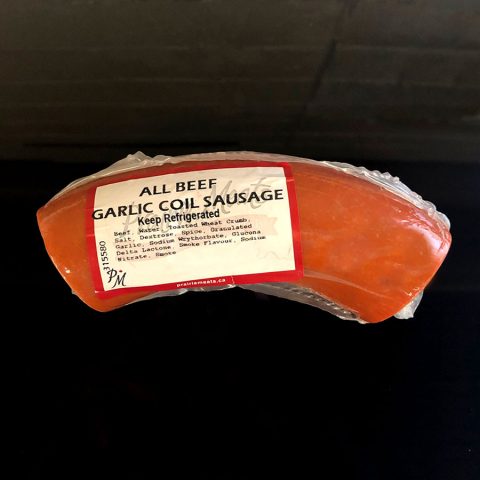 ALL BEEF
GARLIC COIL SAUSAGE
Keep Refrigerated
Beef, Water, Toasted Wheat Crumb,
Salt, Dextrose, Spice, Granulated
Garlic, Sodium Erythorbate, Glucona
Delta Lactone, Smoke Flavour, Sodium
Nitrate, Smoke
315580
PM
prairiemeats.ca